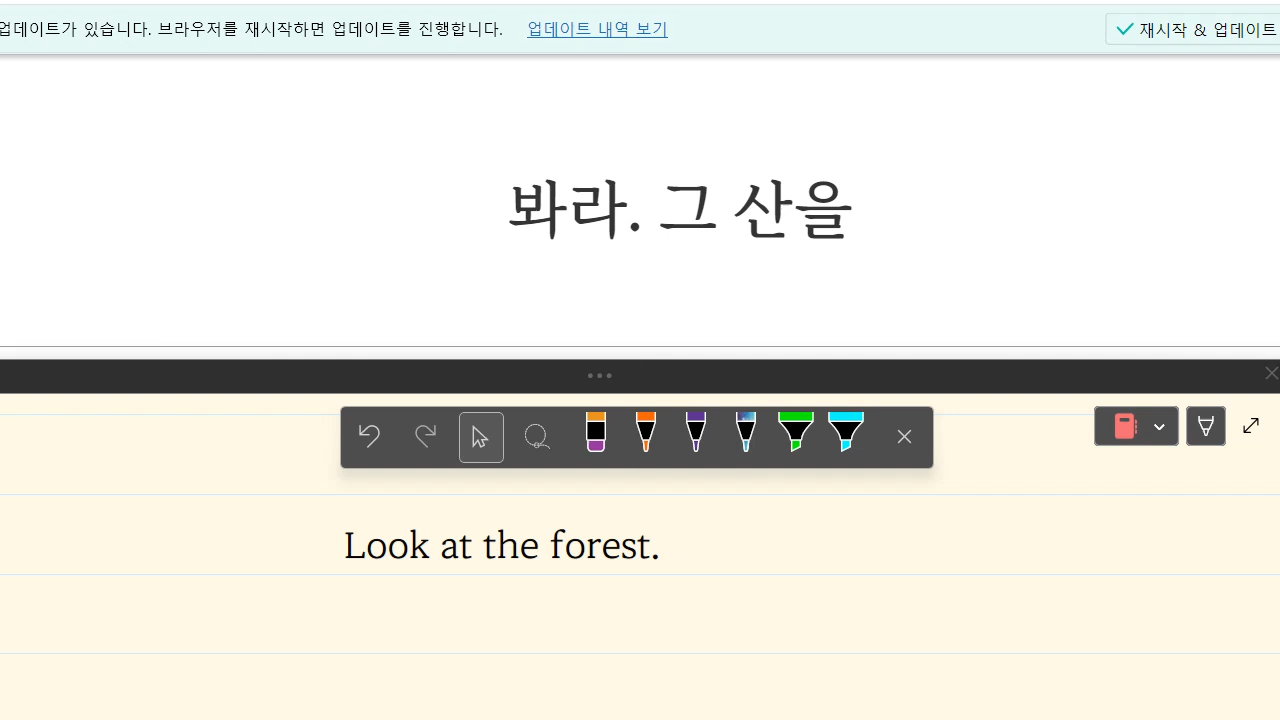 업데이트가 있습니다. 브라우저를 재시작하면 업데이트를 진행합니다. 업데이트 내역 보기 재시작 & 업데이트
봐라. 그 산을
Look at the forest.